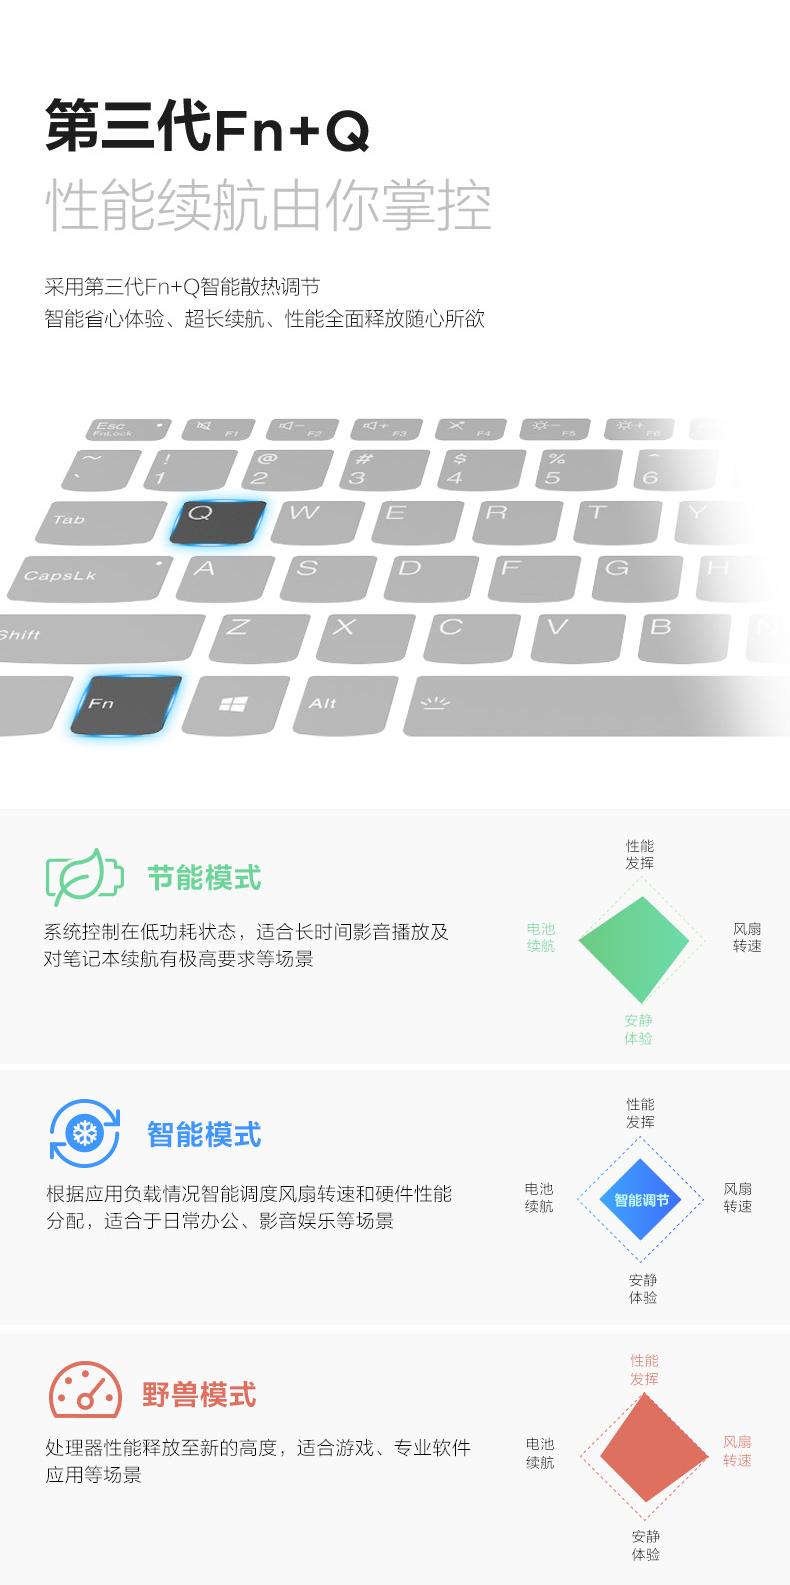 第三代Fn+Q
性能续航由你掌控
采用第三代Fn+Q智能散热调节
智能省心体验、超长续航、性能全面释放随心所欲
Esc
FnLock
F1
F2
F3
F4
F5
F6
~
`
!
1
@
2
#
3
$
4
%
5
^
6
Tab
Q
W
E
R
T
Y
CapsLk
A
S
D
F
G
H
Shift
Z
X
C
V
B
N
Fn
Alt
节能模式
系统控制在低功耗状态，适合长时间影音播放及
对笔记本续航有极高要求等场景
性能
发挥
电池
续航
风扇
转速
安静
体验
智能模式
根据应用负载情况智能调度风扇转速和硬件性能
分配，适合于日常办公、影音娱乐等场景
性能
发挥
电池
续航
智能调节
风扇
转速
安静
体验
野兽模式
处理器性能释放至新的高度，适合游戏、专业软件
应用等场景
性能
发挥
电池
续航
风扇
转速
安静
体验